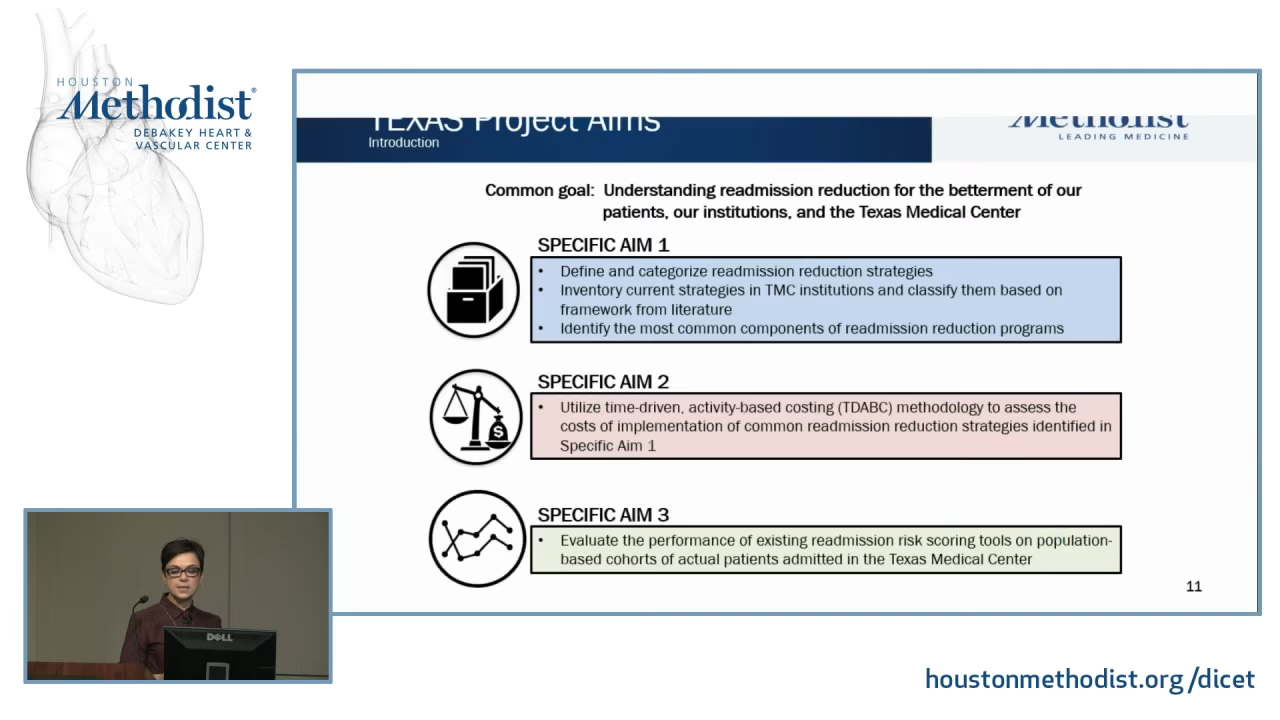 HOUSTON
Methodist®
DEBAKEY HEART &
VASCULAR CENTER
TEXAS Project Aims
Introduction
Methodist
LEADING MEDICINE
Common goal: Understanding readmission reduction for the betterment of our
patients, our institutions, and the Texas Medical Center
SPECIFIC AIM 1
• Define and categorize readmission reduction strategies
• Inventory current strategies in TMC institutions and classify them based on
framework from literature
• Identify the most common components of readmission reduction programs
SPECIFIC AIM 2
• Utilize time-driven, activity-based costing (TDABC) methodology to assess the
costs of implementation of common readmission reduction strategies identified in
Specific Aim 1
$
SPECIFIC AIM 3
• Evaluate the performance of existing readmission risk scoring tools on population-
based cohorts of actual patients admitted in the Texas Medical Center
11
DELL
houstonmethodist.org/dicet